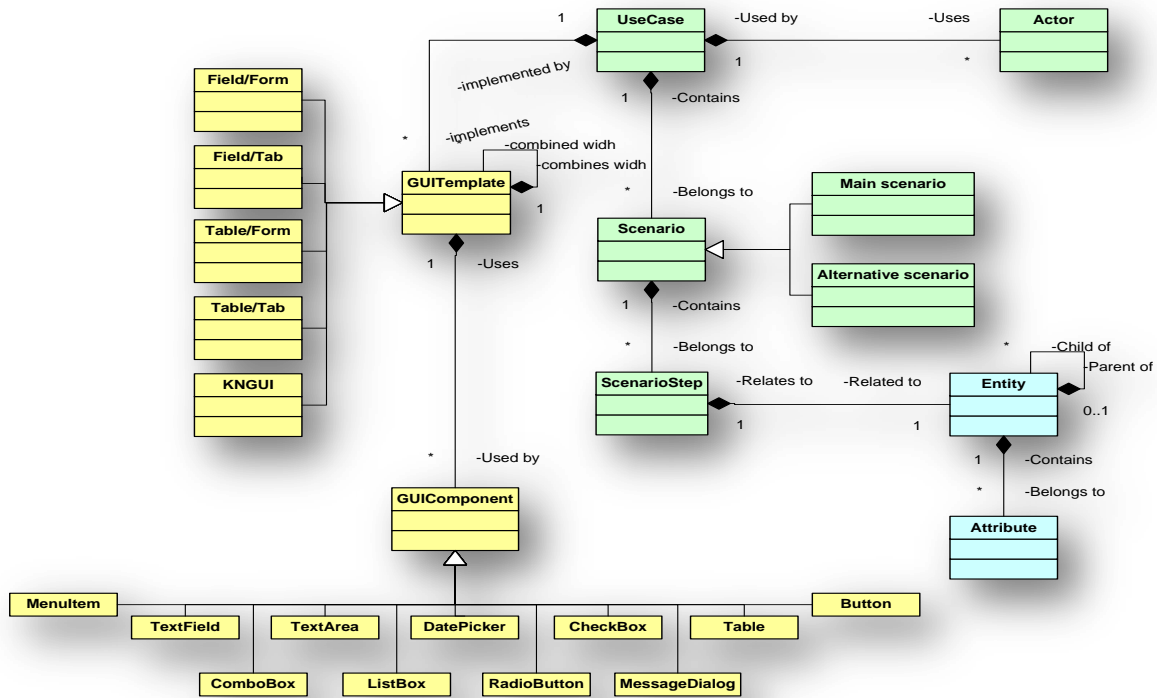 1
UseCase
-Used by
-Uses
Actor
1
*
-implemented by
1
-Contains
Field/Form
*
-implements
*
-combined widh
-combines widh
Field/Tab
GUITemplate
1
*
-Belongs to
Main scenario
Table/Form
Scenario
1
-Uses
Alternative scenario
Table/Tab
1
-Contains
*
-Belongs to
*
-Child of
-Parent of
KNGUI
ScenarioStep
-Relates to
-Related to
Entity
1
1
0..1
*
-Used by
1
-Contains
GUIComponent
*
-Belongs to
Attribute
MenuItem
Button
TextField
TextArea
DatePicker
CheckBox
Table
ComboBox
ListBox
RadioButton
MessageDialog